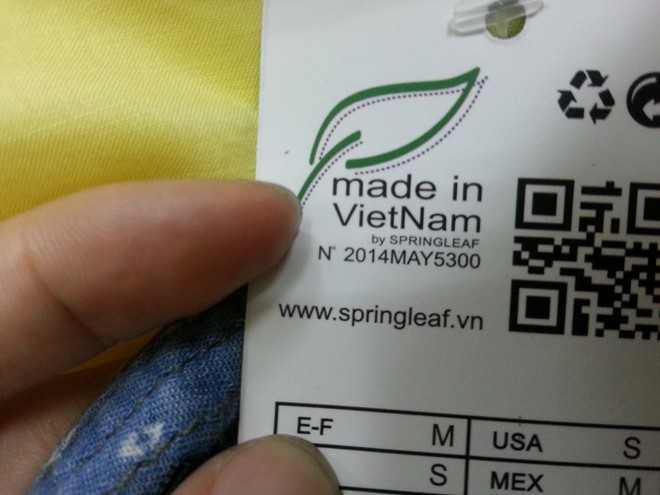 made in
VietNam
by SPRINGLEAF
N° 2014MAY5300
www.springleaf.vn
E-F M USA S
S MEX M